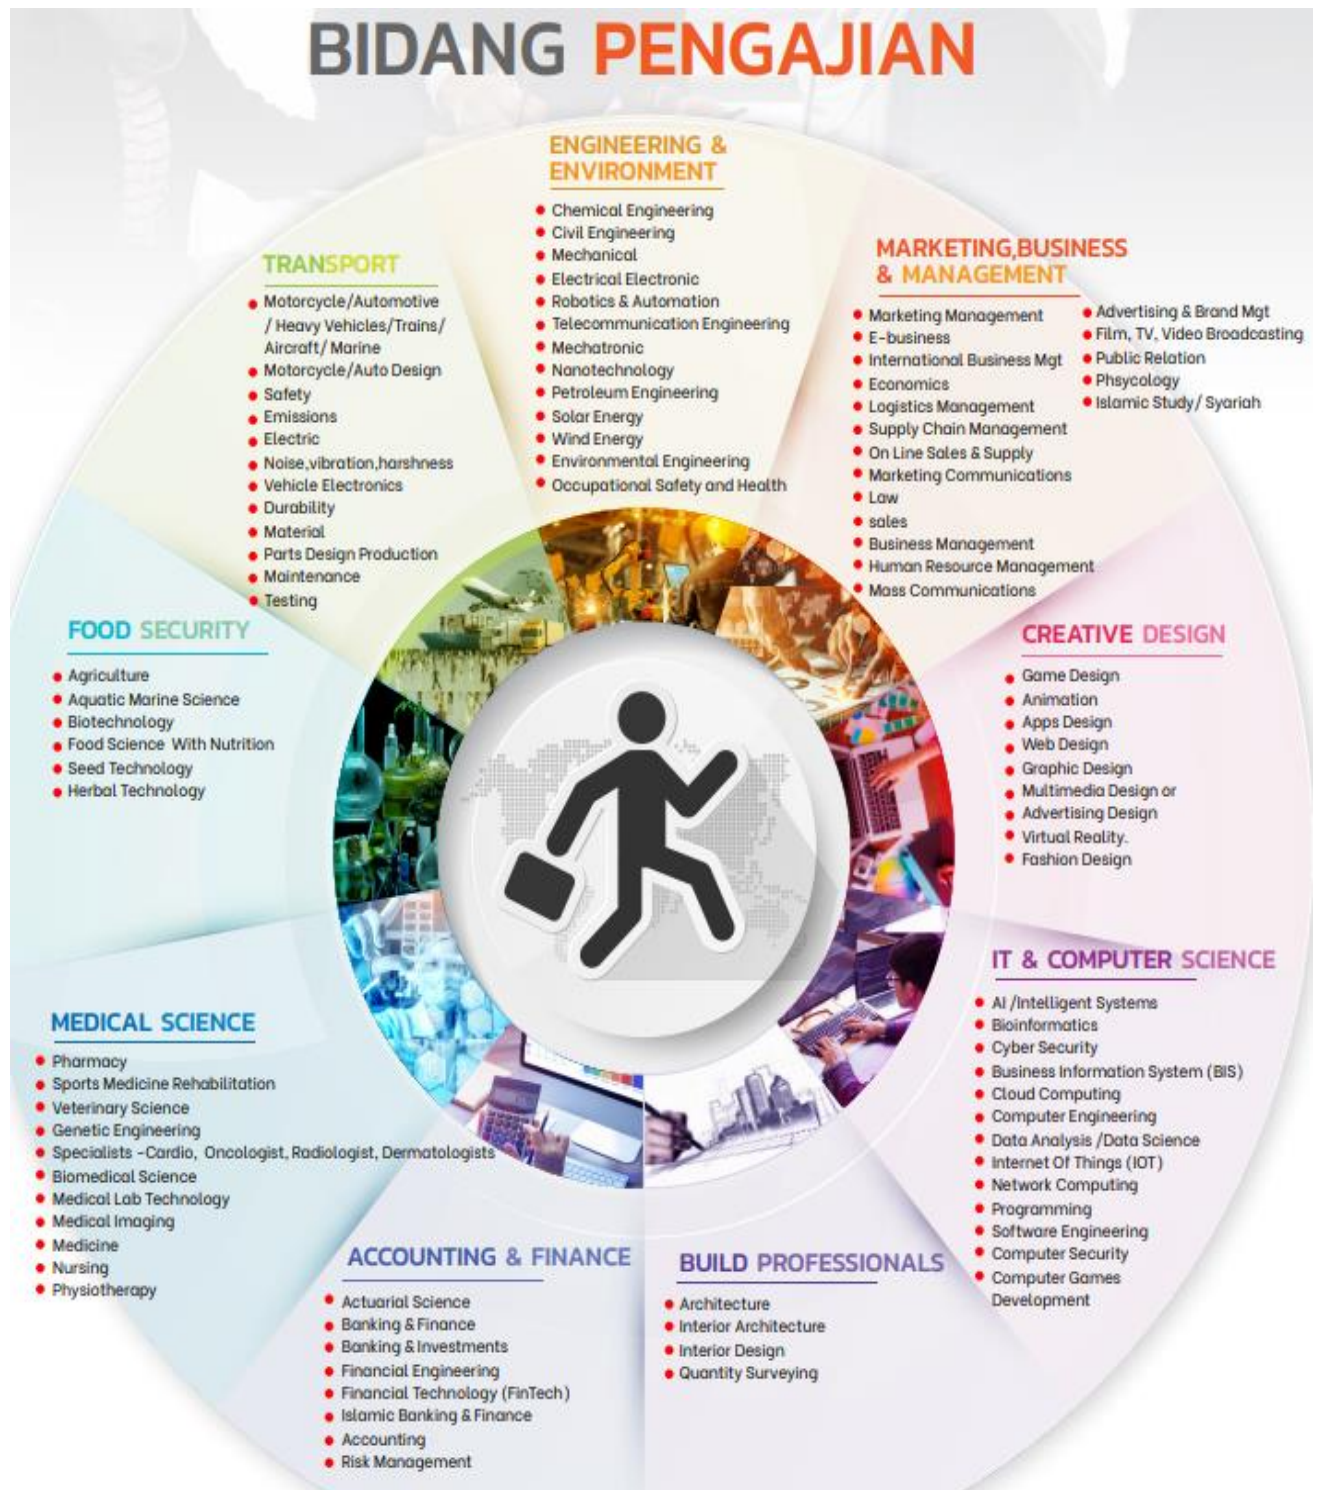 BIDANG PENGAJIAN
ENGINEERING &
ENVIRONMENT
Chemical Engineering
Civil Engineering
Mechanical
Electrical Electronic
Robotics & Automation
Telecommunication Engineering
Mechatronic
Nanotechnology
Petroleum Engineering
Solar Energy
Wind Energy
Environmental Engineering
Occupational Safety and Health
TRANSPORT
Motorcycle/Automotive
/ Heavy Vehicles/Trains/
Aircraft/ Marine
Motorcycle/Auto Design
Safety
Emissions
Electric
Noise,vibration,harshness
Vehicle Electronics
Durability
Material
Parts Design Production
Maintenance
Testing
MARKETING,BUSINESS
& MANAGEMENT
Marketing Management
E-business
International Business Mgt
Economics
Logistics Management
Supply Chain Management
On Line Sales & Supply
Marketing Communications
Law
sales
Business Management
Human Resource Management
Mass Communications
Advertising & Brand Mgt
Film, TV, Video Broadcasting
Public Relation
Phsycology
Islamic Study/ Syariah
FOOD SECURITY
Agriculture
Aquatic Marine Science
Biotechnology
Food Science With Nutrition
Seed Technology
Herbal Technology
CREATIVE DESIGN
Game Design
Animation
Apps Design
Web Design
Graphic Design
Multimedia Design or
Advertising Design
Virtual Reality.
Fashion Design
IT & COMPUTER SCIENCE
AI /Intelligent Systems
Bioinformatics
Cyber Security
Business Information System (BIS)
Cloud Computing
Computer Engineering
Data Analysis /Data Science
Internet Of Things (IOT)
Network Computing
Programming
Software Engineering
Computer Security
Computer Games
Development
MEDICAL SCIENCE
Pharmacy
Sports Medicine Rehabilitation
Veterinary Science
Genetic Engineering
Specialists -Cardio, Oncologist, Radiologist, Dermatologists
Biomedical Science
Medical Lab Technology
Medical Imaging
Medicine
Nursing
Physiotherapy
ACCOUNTING & FINANCE
Actuarial Science
Banking & Finance
Banking & Investments
Financial Engineering
Financial Technology (FinTech)
Islamic Banking & Finance
Accounting
Risk Management
BUILD PROFESSIONALS
Architecture
Interior Architecture
Interior Design
Quantity Surveying